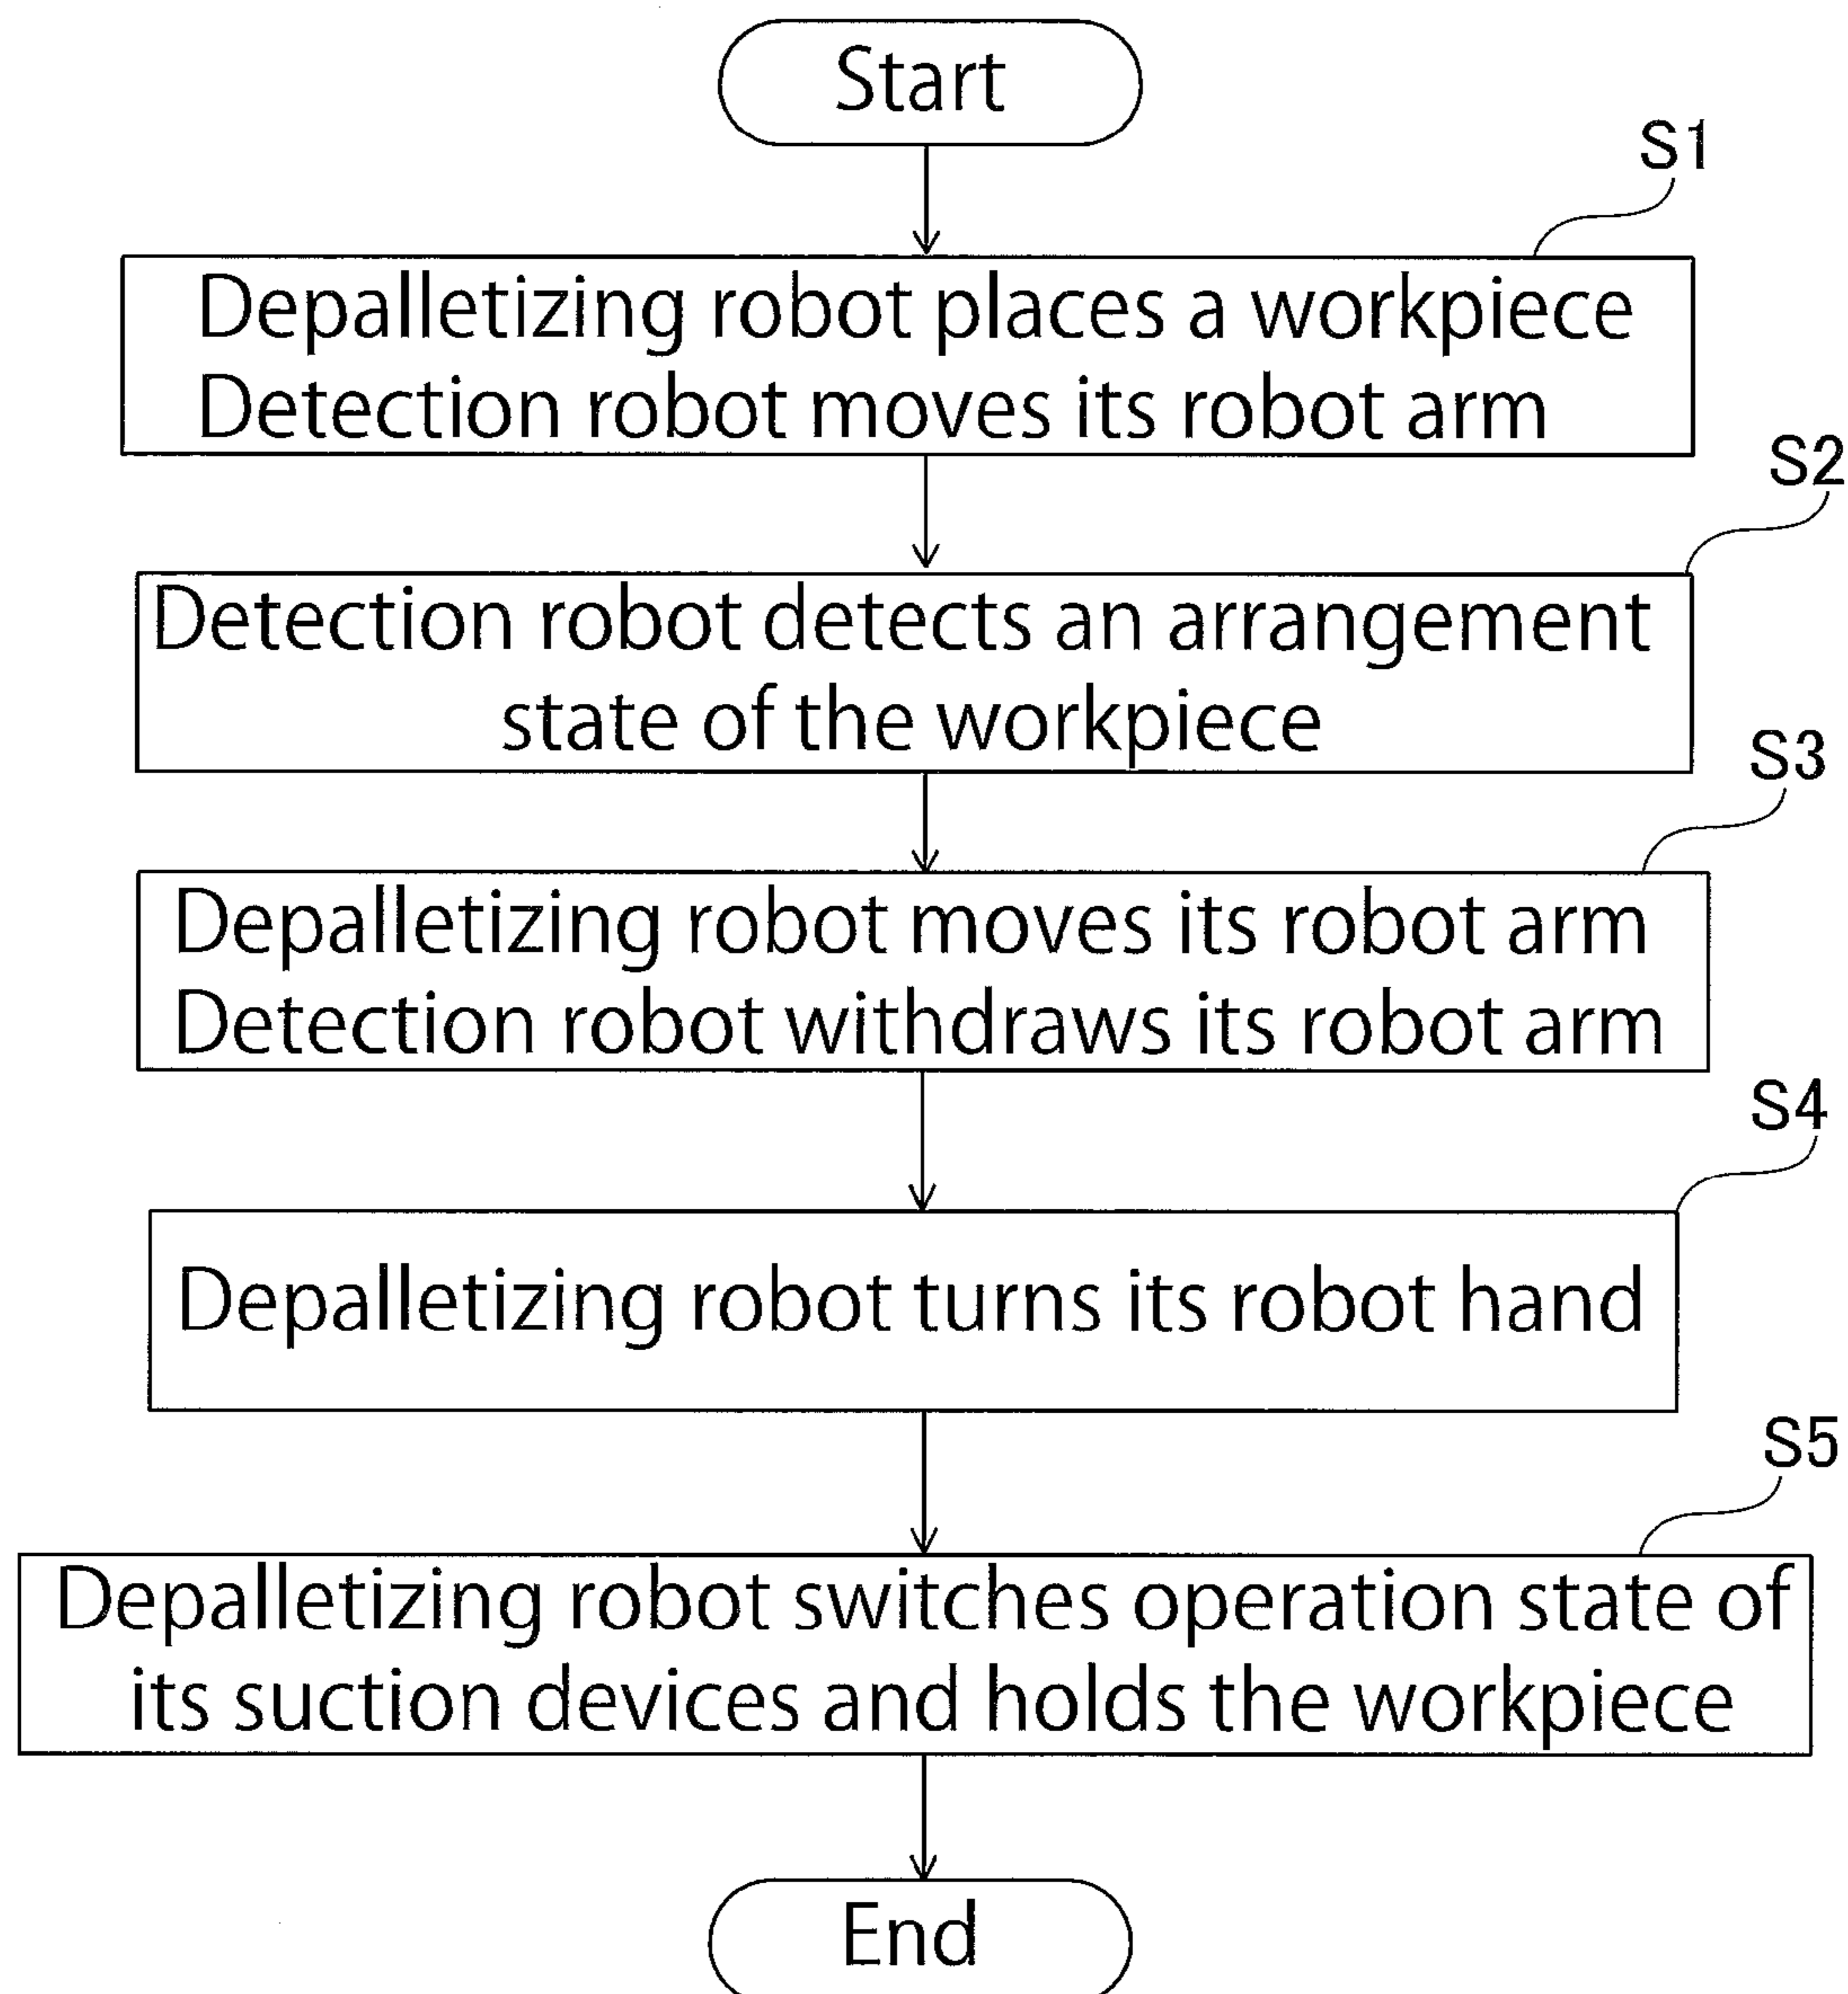 Start
S1
Depalletizing robot places a workpiece
Detection robot moves its robot arm
S2
Detection robot detects an arrangement
state of the workpiece
S3
Depalletizing robot moves its robot arm
Detection robot withdraws its robot arm
S4
Depalletizing robot turns its robot hand
S5
Depalletizing robot switches operation state of
its suction devices and holds the workpiece
End